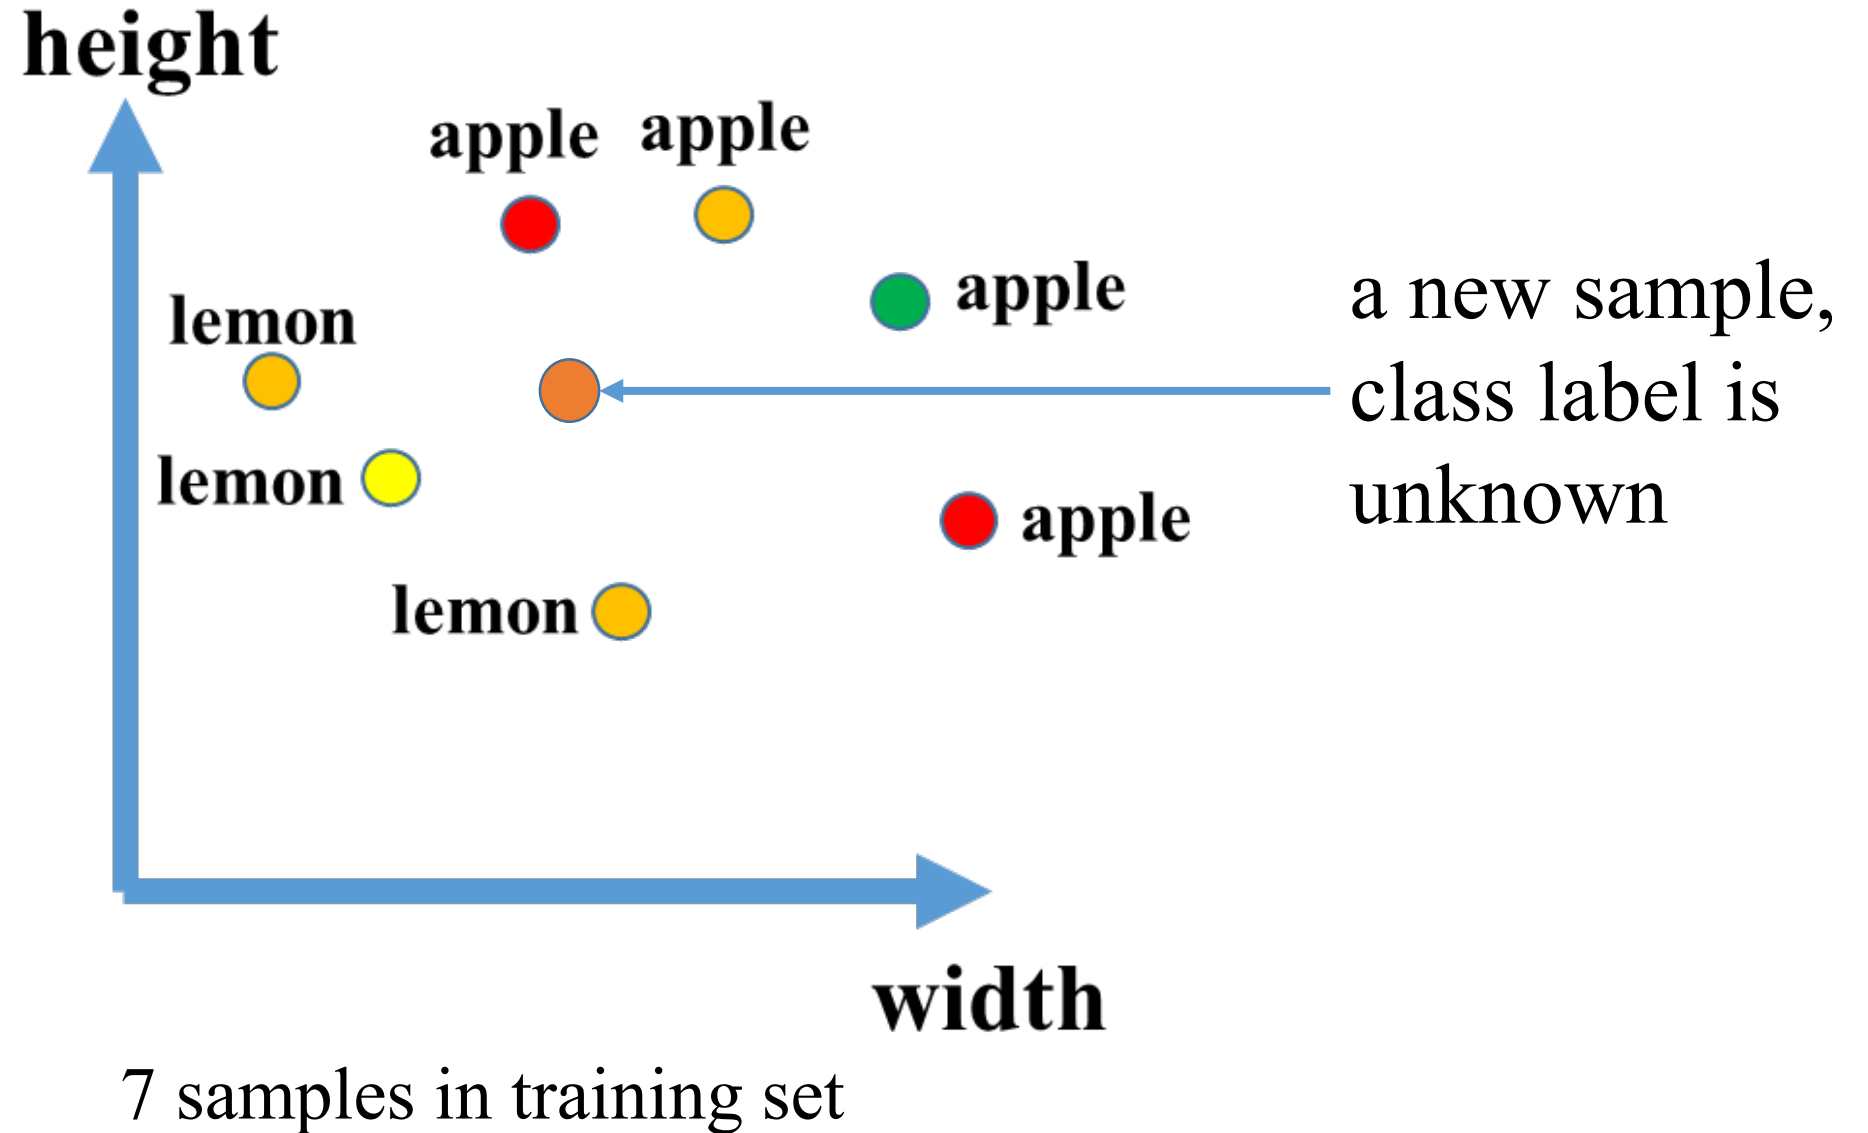 height
apple
apple
apple
lemon
lemon
apple
lemon
a new sample,
class label is
unknown
width
7 samples in training set